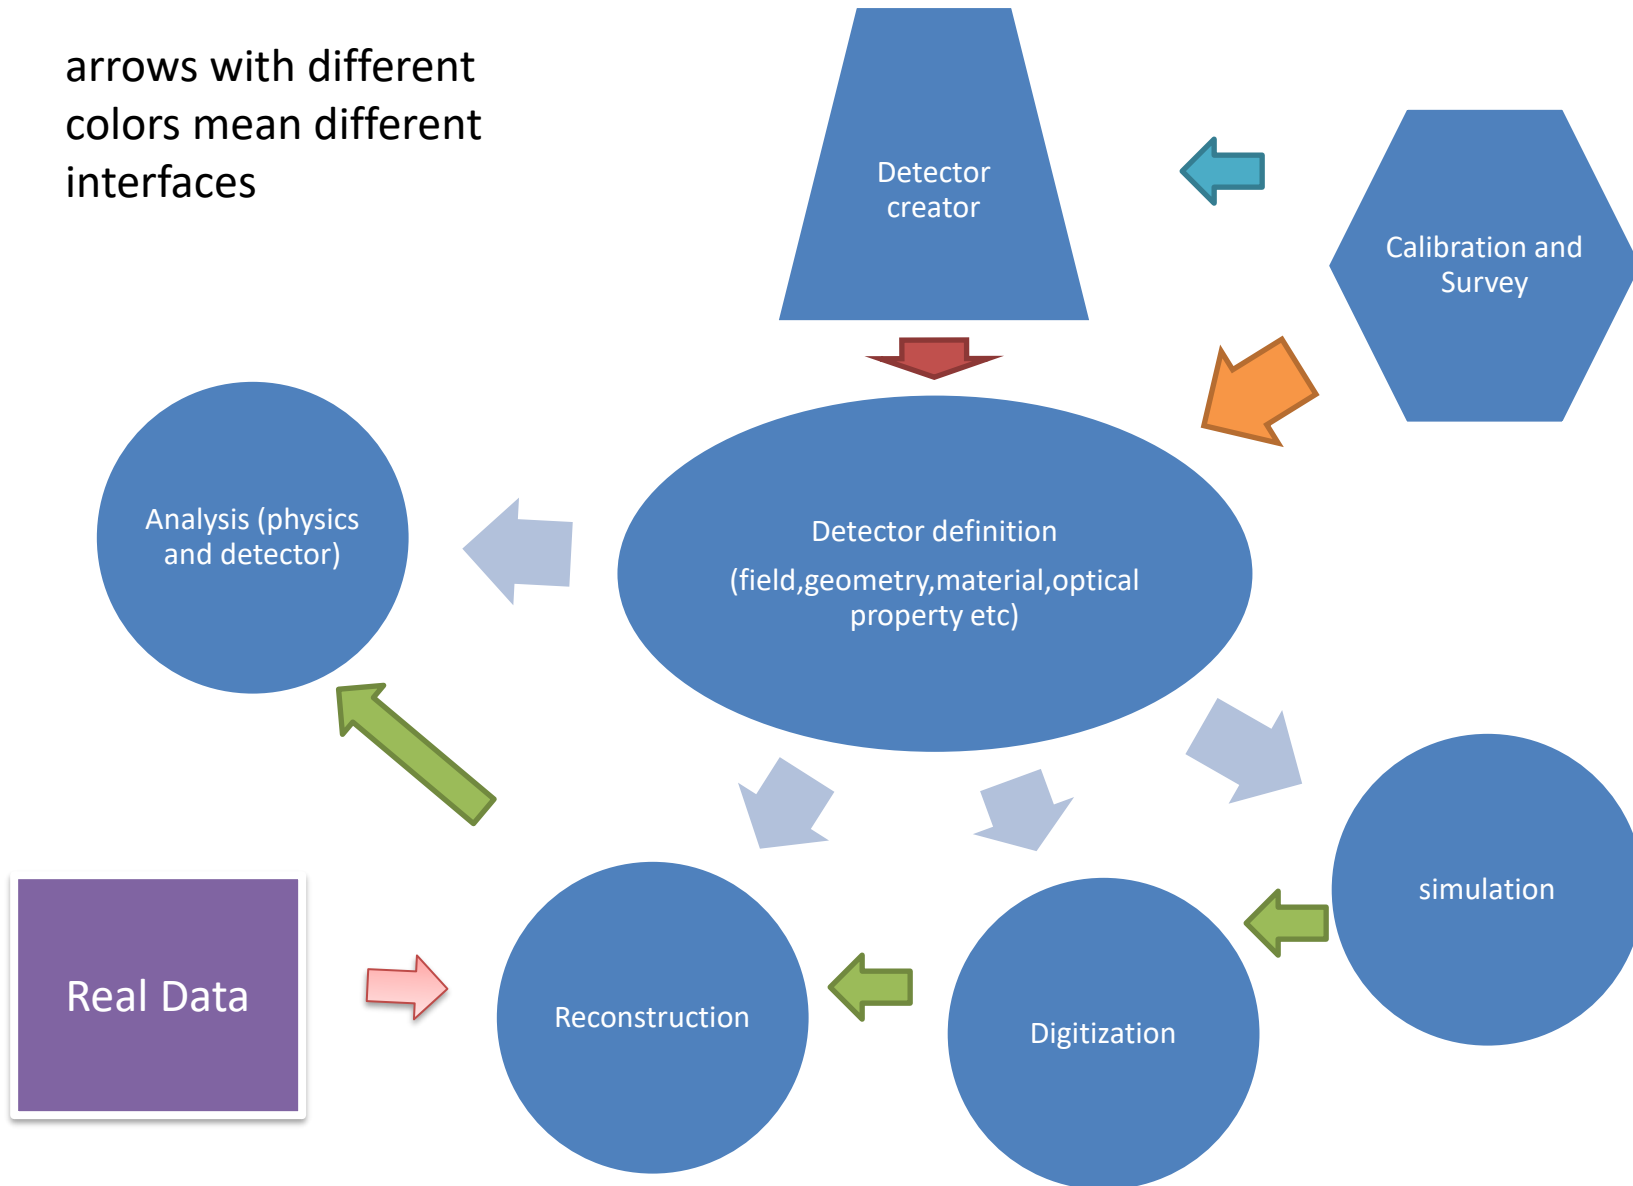 arrows with different
colors mean different
interfaces
Detector
creator
Calibration and
Survey
Analysis (physics
and detector)
Detector definition
(field,geometry,material,optical
property etc)
simulation
Real Data
Reconstruction
Digitization